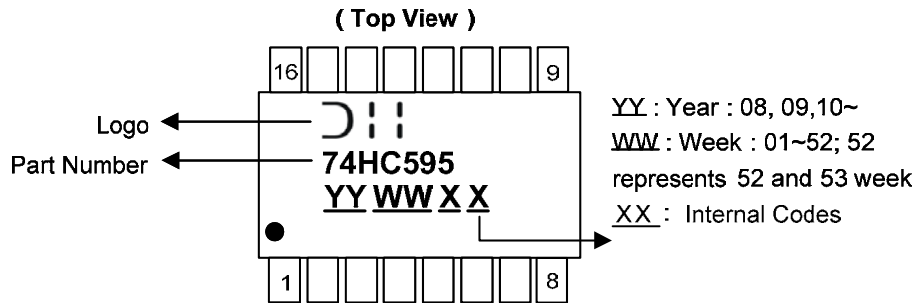 ( Top View )
16 9
Logo
74HC595
Part Number
YY WW X X
1 8
YY : Year : 08, 09,10~
WW : Week : 01~52; 52
represents 52 and 53 week
XX : Internal Codes